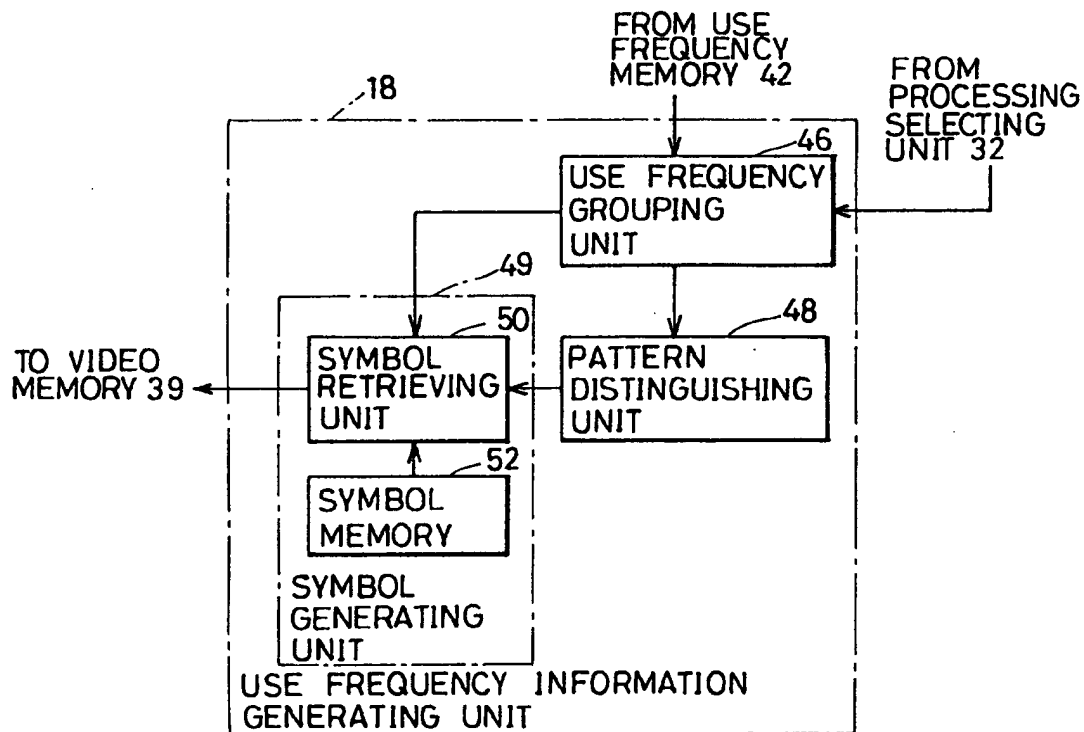 FROM USE
FREQUENCY
MEMORY 42
FROM
PROCESSING
SELECTING
UNIT 32
18
46
USE FREQUENCY
GROUPING
UNIT
49
50
SYMBOL
RETRIEVING
UNIT
48
PATTERN
DISTINGUISHING
UNIT
TO VIDEO
MEMORY 39
52
SYMBOL
MEMORY
SYMBOL
GENERATING
UNIT
USE FREQUENCY INFORMATION
GENERATING UNIT